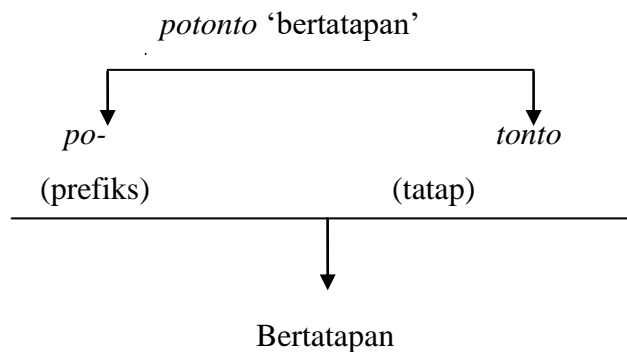 potonto ‘bertatapan’
po- tonto
(prefiks) (tatap)
Bertatapan